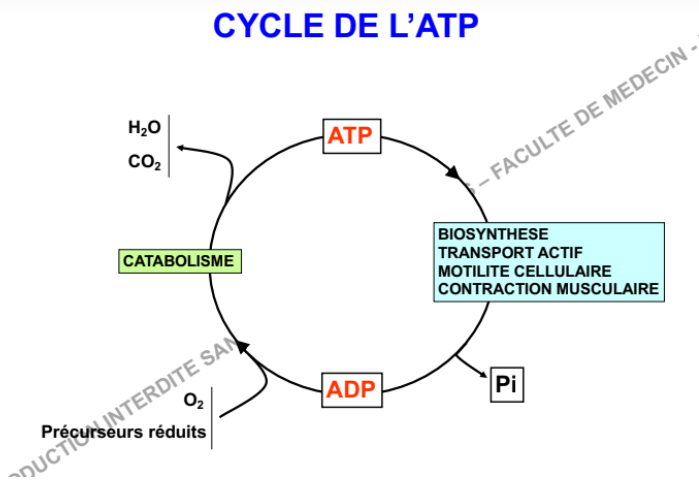 CYCLE DE L’ATP
H₂O
CO₂
ATP
CATABOLISME
BIOSYNTHESE
TRANSPORT ACTIF
MOTILITE CELLULAIRE
CONTRACTION MUSCULAIRE
ADP
Pi
O₂
Précurseurs réduits
– FACULTE DE MEDECIN -
INTERDITE SAN